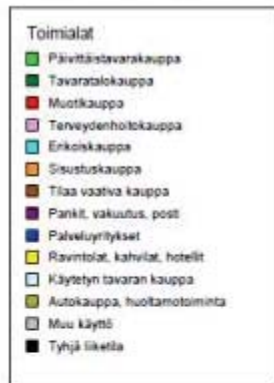 Toimialat
Päivittäistavarakauppa
Tavaratalokauppa
Muotikauppa
Terveydenhoitokauppa
Erikoiskauppa
Sisustuskauppa
Tilaa vaativa kauppa
Pankit, vakuutus, posti
Palveluyritykset
Ravintolat, kahvilat, hotellit
Käytetyn tavaran kauppa
Autokauppa, huoltamotoiminta
Muu käyttö
Tyhjä liiketila